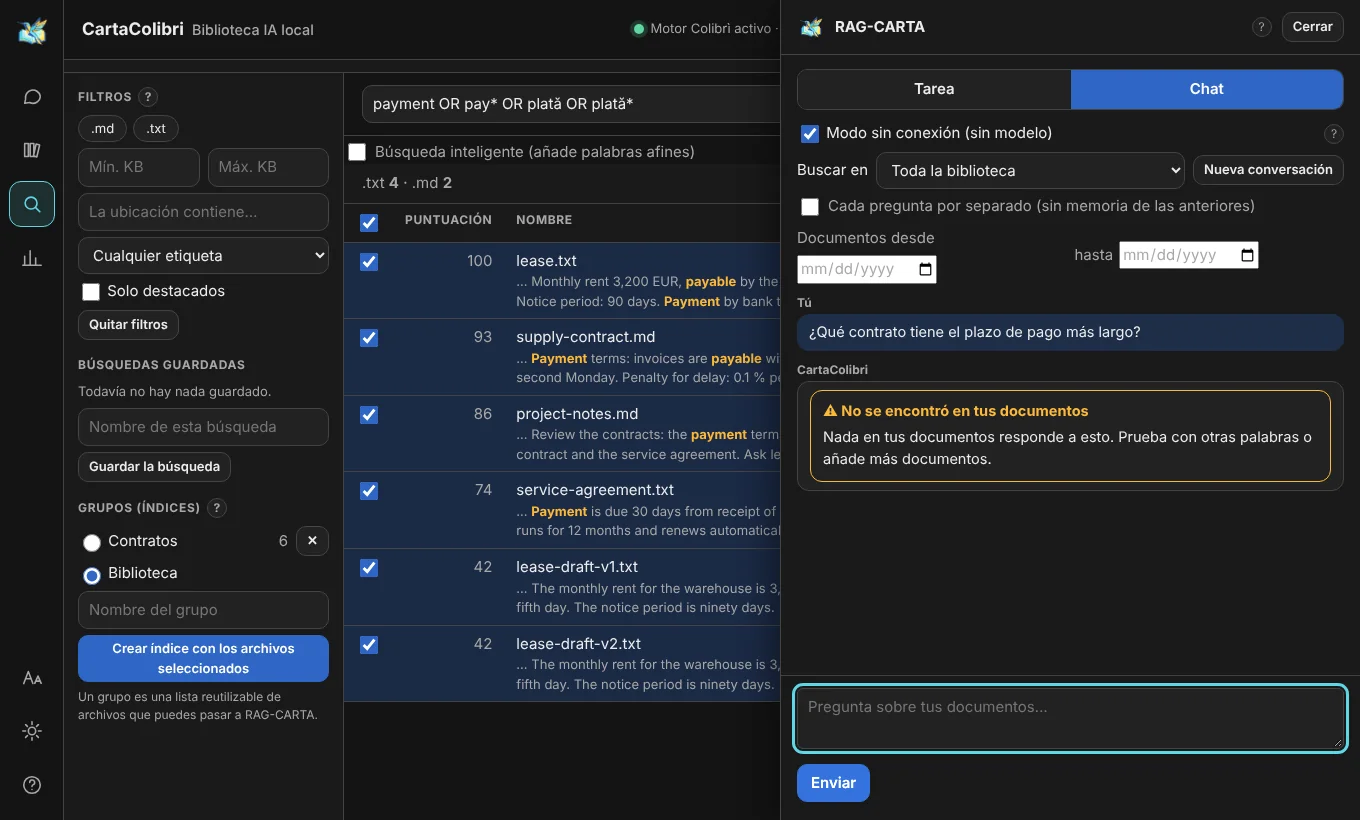 CartaColibri Biblioteca IA local
Motor Colibrì activo ·
FILTROS ?
.md .txt
Mín. KB Máx. KB
La ubicación contiene...
Cualquier etiqueta
Solo destacados
Quitar filtros
BÚSQUEDAS GUARDADAS
Todavía no hay nada guardado.
Nombre de esta búsqueda
Guardar la búsqueda
GRUPOS (ÍNDICES) ?
Contratos 6 ×
Biblioteca
Nombre del grupo
Crear índice con los archivos
seleccionados
Un grupo es una lista reutilizable de
archivos que puedes pasar a RAG-CARTA.
payment OR pay* OR plată OR plată*
Búsqueda inteligente (añade palabras afines)
.txt 4 · .md 2
PUNTUACIÓN NOMBRE
100 lease.txt
... Monthly rent 3,200 EUR, payable by the
Notice period: 90 days. Payment by bank t
93 supply-contract.md
... Payment terms: invoices are payable wi
second Monday. Penalty for delay: 0.1 % pe
86 project-notes.md
... Review the contracts: the payment term
contract and the service agreement. Ask le
74 service-agreement.txt
... Payment is due 30 days from receipt of
runs for 12 months and renews automatical
42 lease-draft-v1.txt
... The monthly rent for the warehouse is 3,
fifth day. The notice period is ninety days.
42 lease-draft-v2.txt
... The monthly rent for the warehouse is 3,
fifth day. The notice period is ninety days.
RAG-CARTA ? Cerrar
Tarea Chat
Modo sin conexión (sin modelo) ?
Buscar en Toda la biblioteca Nueva conversación
Cada pregunta por separado (sin memoria de las anteriores)
Documentos desde
mm/dd/yyyy hasta mm/dd/yyyy
Tú
¿Qué contrato tiene el plazo de pago más largo?
CartaColibri
⚠ No se encontró en tus documentos
Nada en tus documentos responde a esto. Prueba con otras palabras o
añade más documentos.
Pregunta sobre tus documentos...
Enviar
AA
?